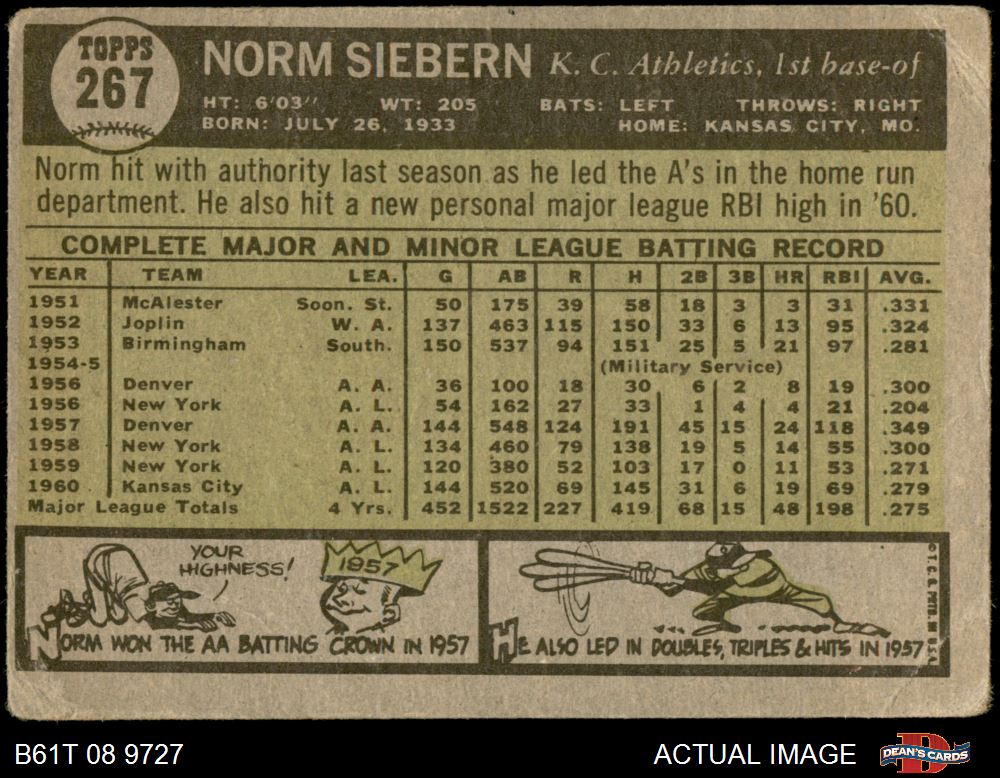 TOPPS
267
NORM SIEBERN K. C. Athletics, 1st base-of
HT: 6'03" WT: 205 BATS: LEFT THROWS: RIGHT
BORN: JULY 26, 1933 HOME: KANSAS CITY, MO.
Norm hit with authority last season as he led the A's in the home run
department. He also hit a new personal major league RBI high in '60.
COMPLETE MAJOR AND MINOR LEAGUE BATTING RECORD
YEAR TEAM LEA. G AB R H 2B 3B HR RBI AVG.
1951 McAlester Soon. St. 50 175 39 58 18 3 3 31 .331
1952 Joplin W. A. 137 463 115 150 33 6 13 95 .324
1953 Birmingham South. 150 537 94 151 25 5 21 97 .281
1954-5 (Military Service)
1956 Denver A. A. 36 100 18 30 6 2 8 19 .300
1956 New York A. L. 54 162 27 33 1 4 4 21 .204
1957 Denver A. A. 144 548 124 191 45 15 24 118 .349
1958 New York A. L. 134 460 79 138 19 5 14 55 .300
1959 New York A. L. 120 380 52 103 17 0 11 53 .271
1960 Kansas City A. L. 144 520 69 145 31 6 19 69 .279
Major League Totals 4 Yrs. 452 1522 227 419 68 15 48 198 .275
YOUR
HIGHNESS!
1957
NORM WON THE AA BATTING CROWN IN 1957
HE ALSO LED IN DOUBLES, TRIPLES & HITS IN 1957
© T. C. G. PRTD. IN U.S.A.
B61T 08 9727
ACTUAL IMAGE
DEAN'S CARDS